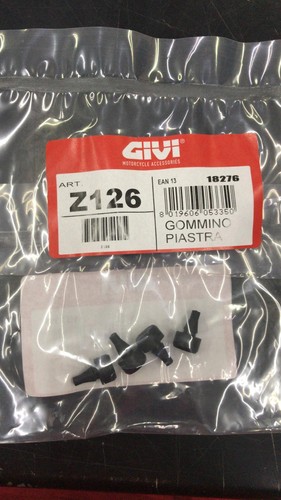 GIVI
MOTORCYCLE ACCESSORIES
ART.
Z126
EAN 13
18276
8 019606 053350
GOMMINO
PIASTRA